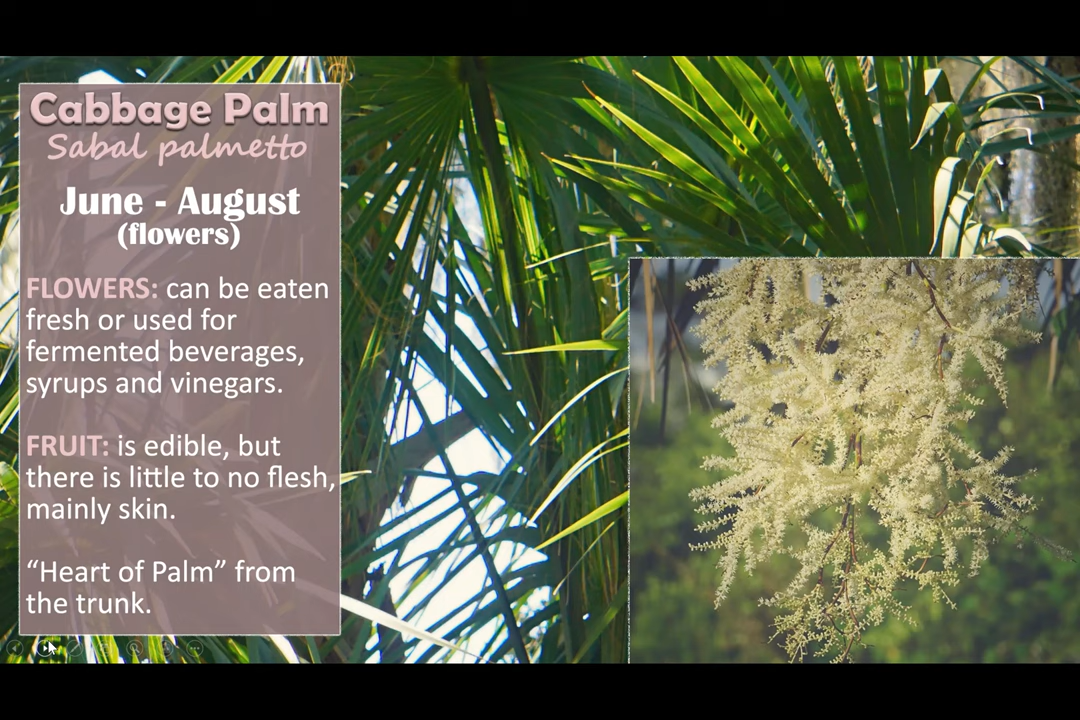 Cabbage Palm
Sabal palmetto
June - August
(flowers)
FLOWERS: can be eaten
fresh or used for
fermented beverages,
syrups and vinegars.
FRUIT: is edible, but
there is little to no flesh,
mainly skin.
“Heart of Palm” from
the trunk.